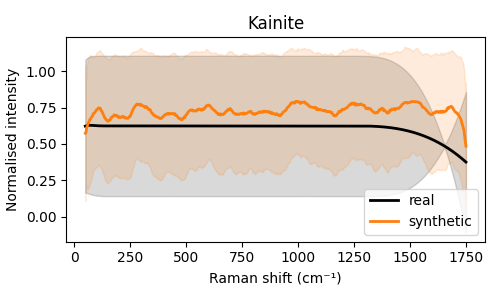 Kainite
Normalised intensity
1.00
0.75
0.50
0.25
0.00
real
synthetic
0 250 500 750 1000 1250 1500 1750
Raman shift (cm⁻¹)